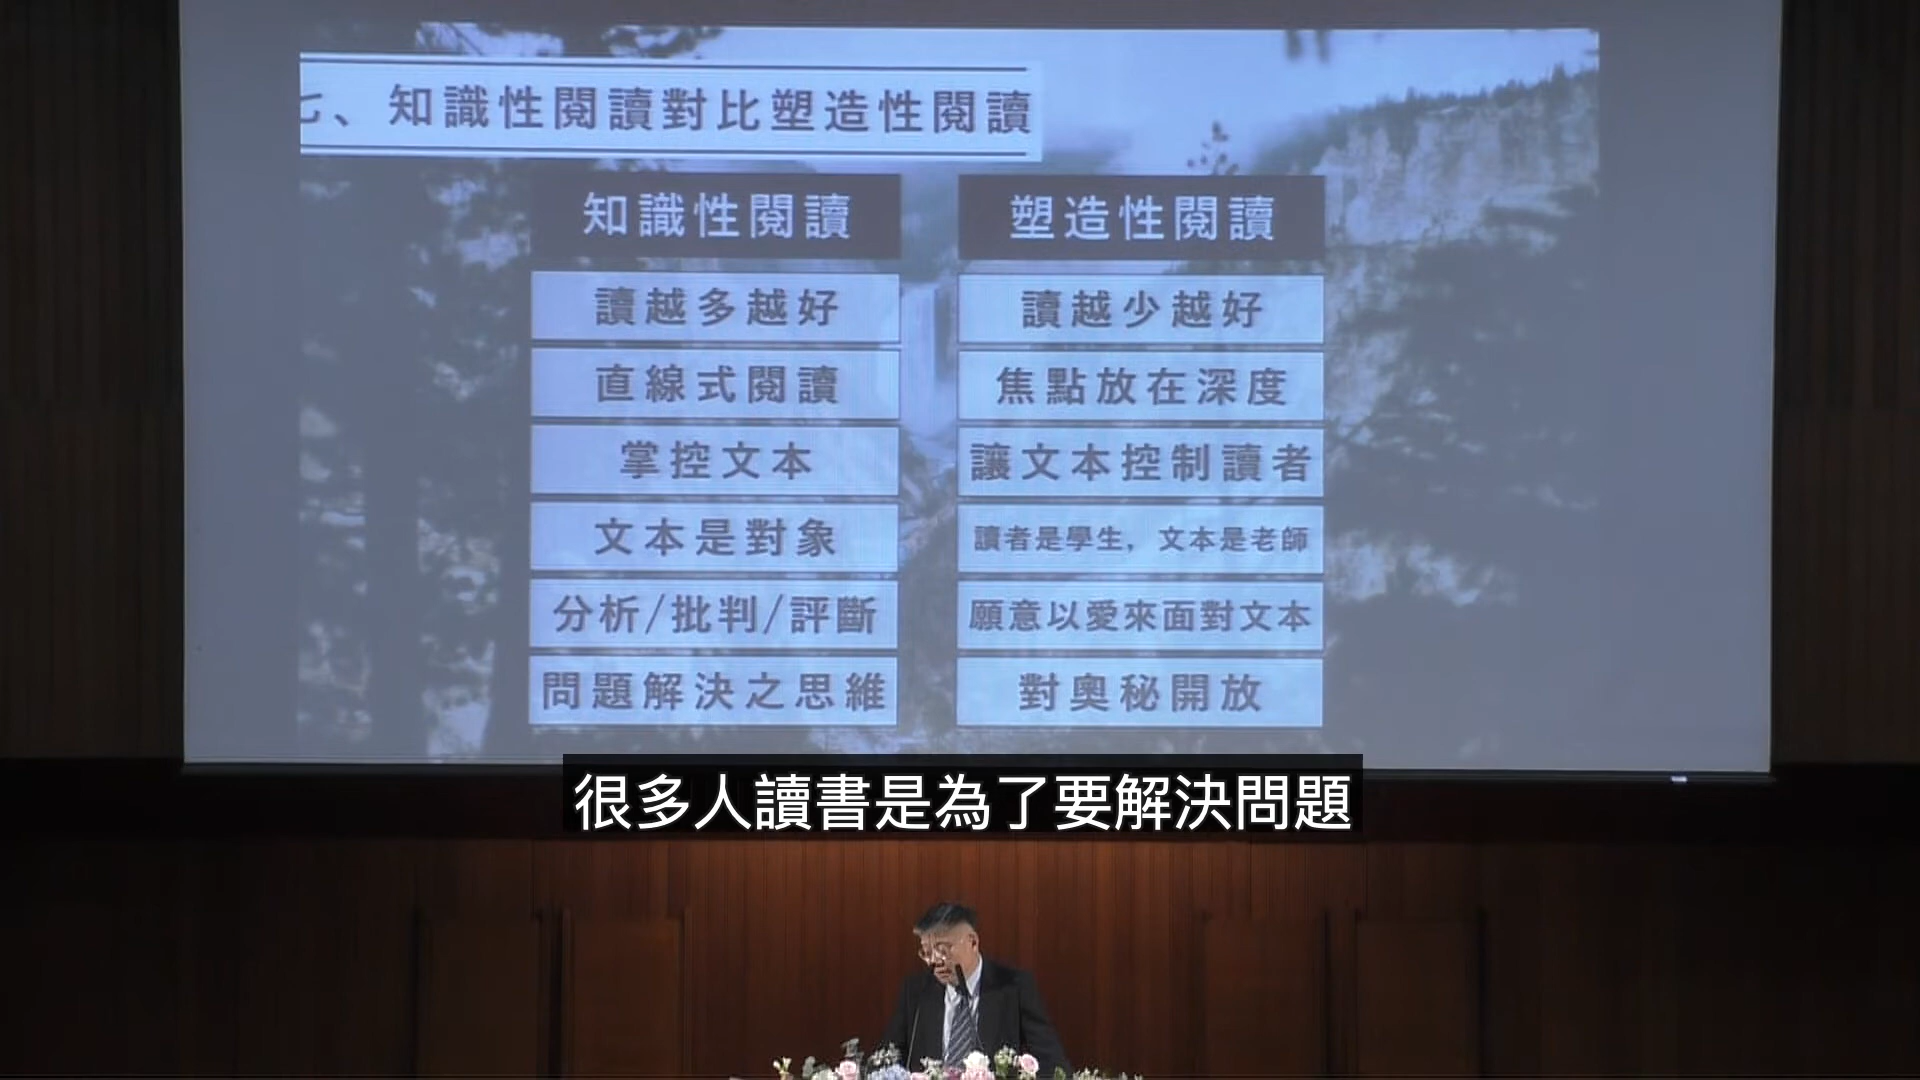 七、知識性閱讀對比塑造性閱讀
知識性閱讀
塑造性閱讀
讀越多越好
讀越少越好
直線式閱讀
焦點放在深度
掌控文本
讓文本控制讀者
文本是對象
讀者是學生，文本是老師
分析/批判/評斷
願意以愛來面對文本
問題解決之思維
對奧秘開放
很多人讀書是為了要解決問題